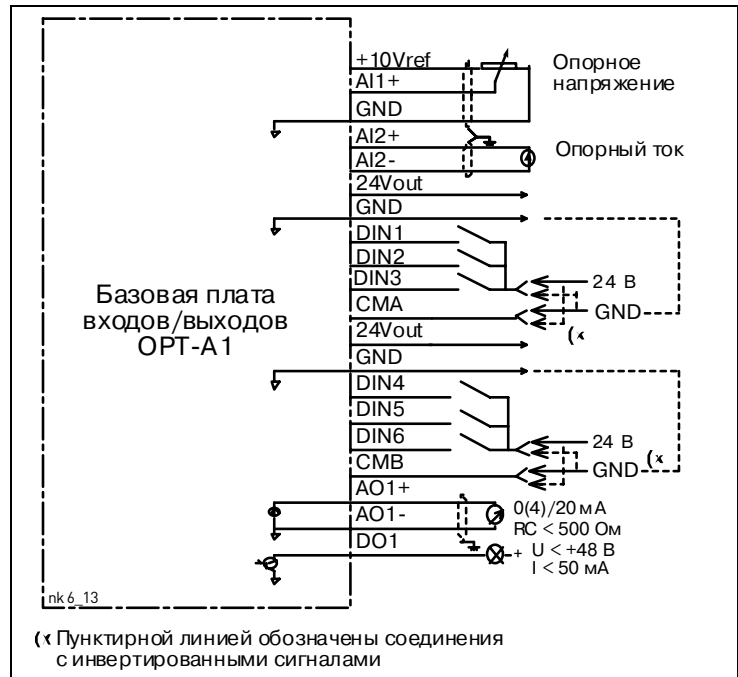 +10Vref
AI1+
GND
AI2+
AI2-
24Vout
GND
DIN1
DIN2
DIN3
CMA
24Vout
GND
DIN4
DIN5
DIN6
CMB
AO1+
AO1-
DO1
Опорное
напряжение
Опорный ток
24 В
GND
(x
24 В
GND
(x
0(4)/20 мА
RC < 500 Ом
+ U < +48 В
I < 50 мА
Базовая плата
входов/выходов
OPT-A1
nk6_13
(x Пунктирной линией обозначены соединения
с инвертированными сигналами